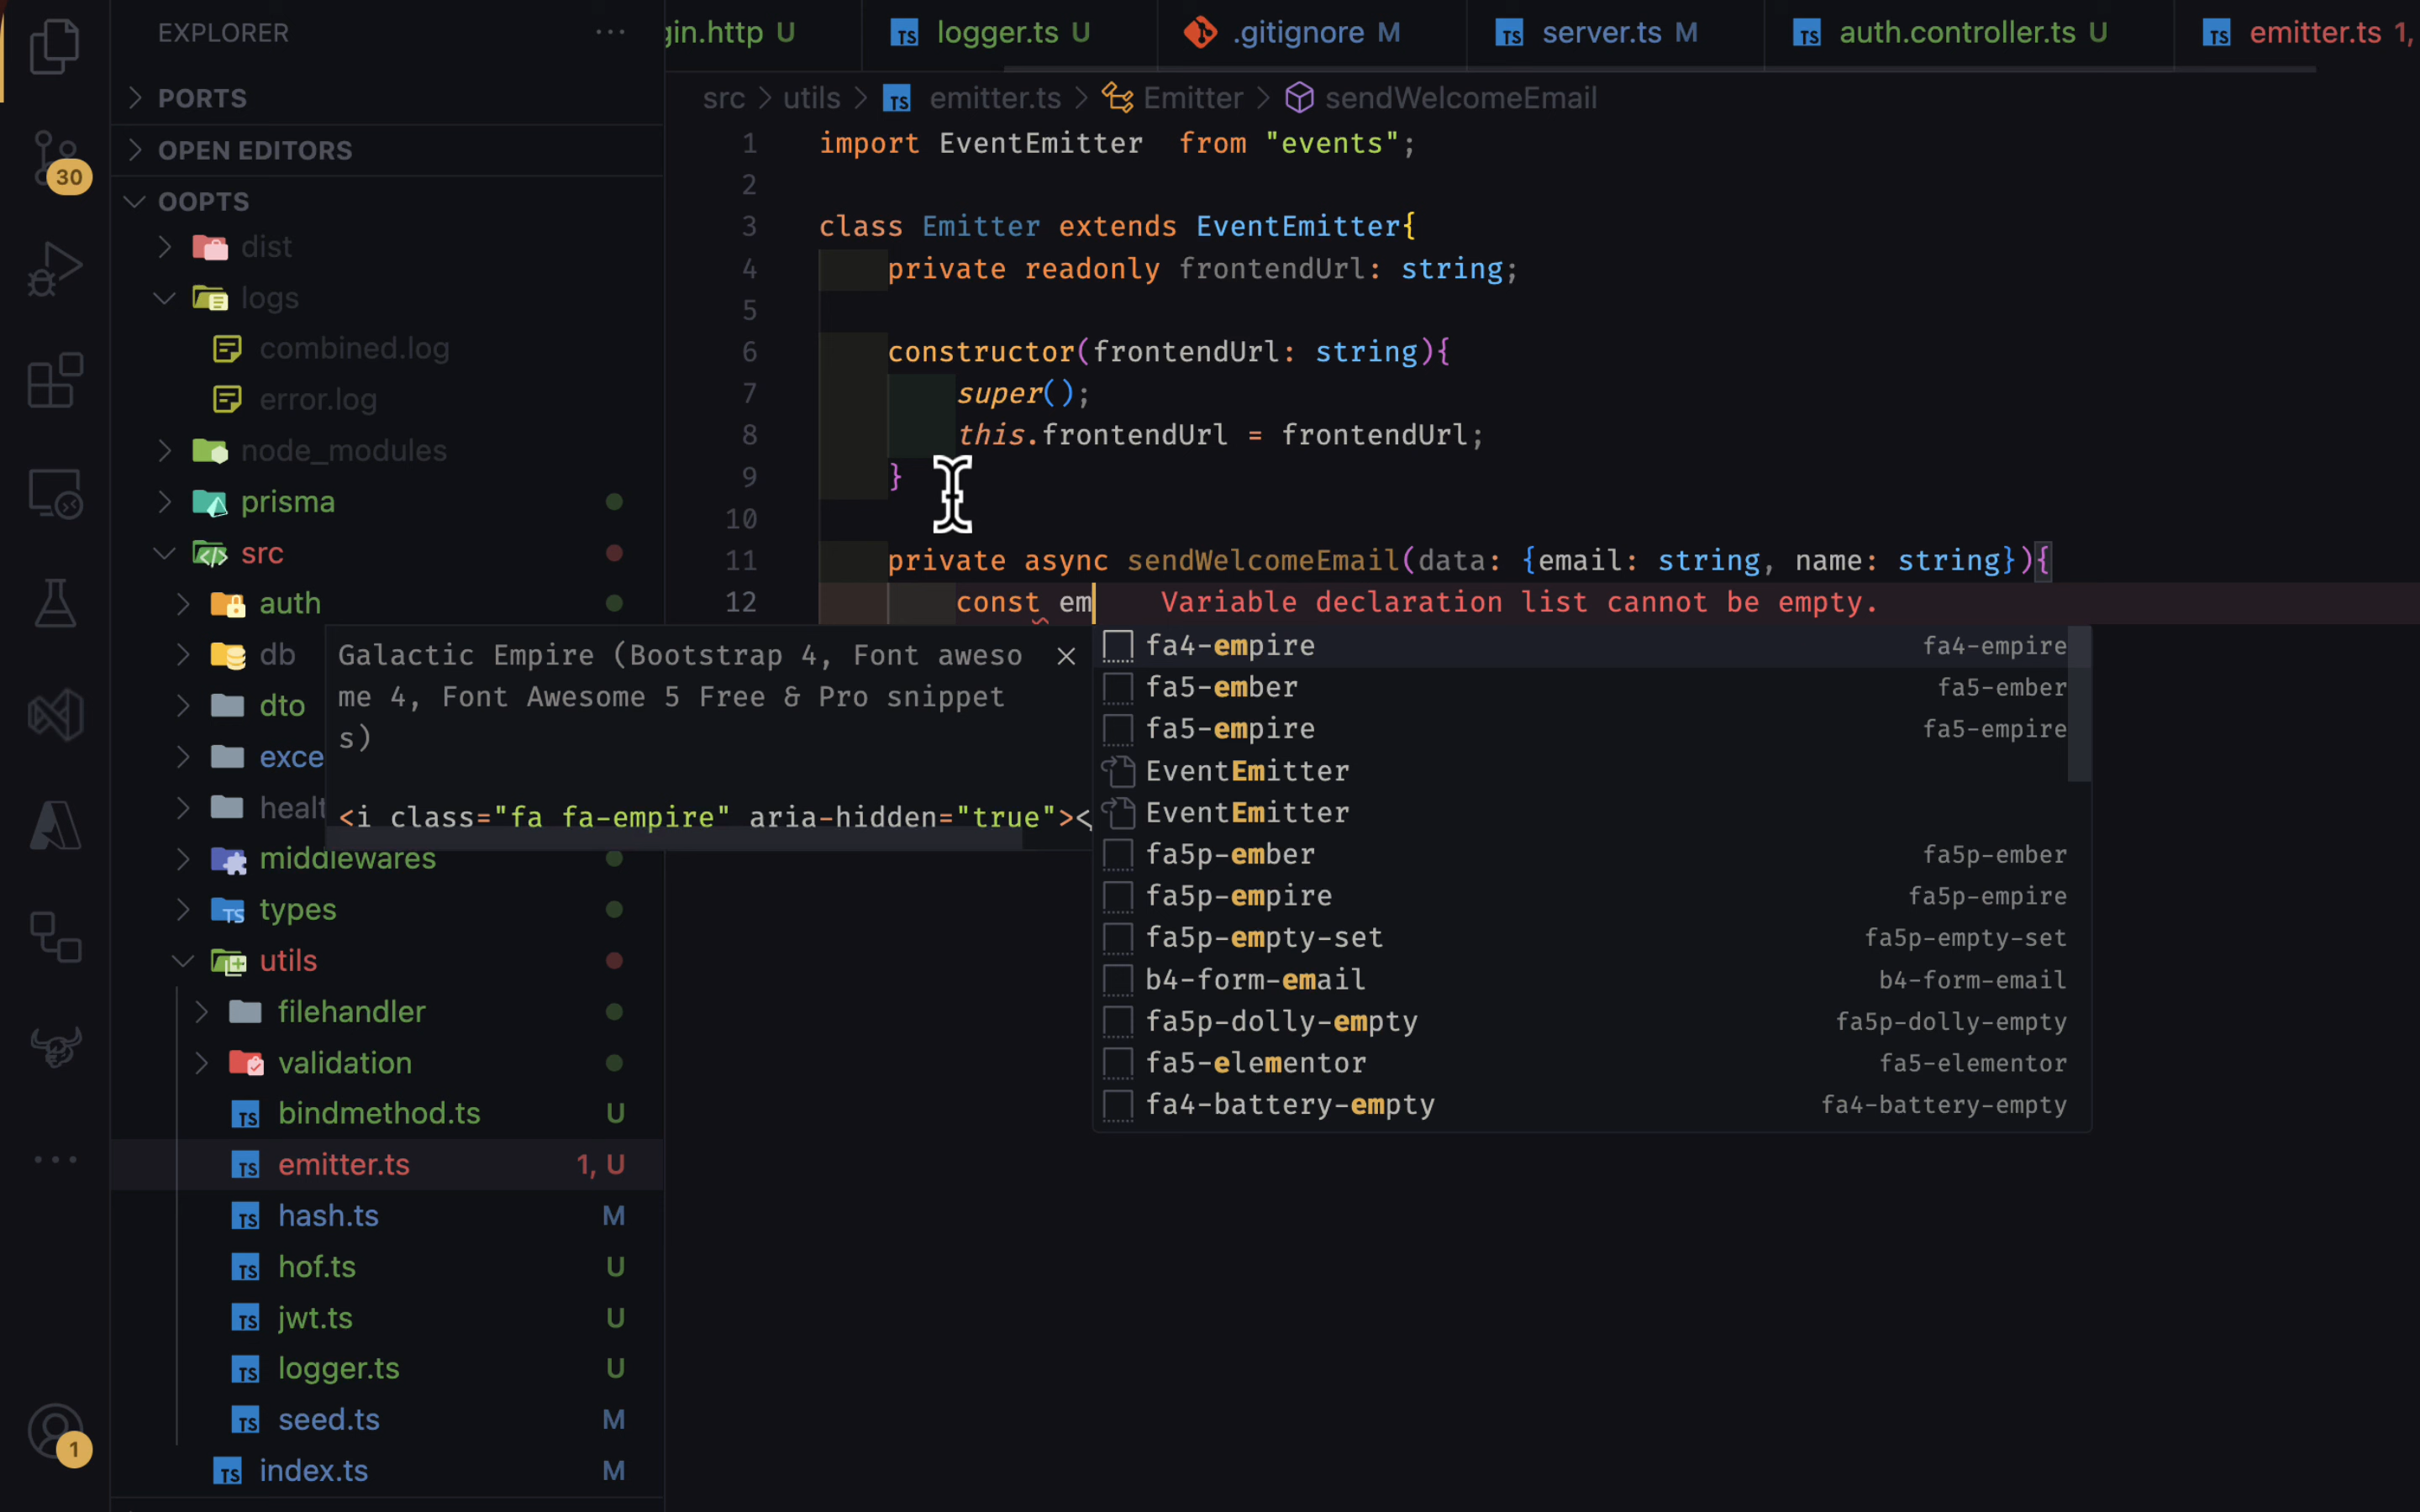 EXPLORER
PORTS
OPEN EDITORS
OOPTS
dist
logs
combined.log
error.log
node_modules
prisma
src
auth
db
dto
exce
healt
middlewares
types
utils
filehandler
validation
bindmethod.ts U
emitter.ts 1, U
hash.ts M
hof.ts U
jwt.ts U
logger.ts U
seed.ts M
index.ts M
30
1
gin.http U
logger.ts U
.gitignore M
server.ts M
auth.controller.ts U
emitter.ts 1,
src > utils > TS emitter.ts > Emitter > sendWelcomeEmail
1 import EventEmitter  from "events";
2
3 class Emitter extends EventEmitter{
4     private readonly frontendUrl: string;
5
6     constructor(frontendUrl: string){
7         super();
8         this.frontendUrl = frontendUrl;
9     }
10
11     private async sendWelcomeEmail(data: {email: string, name: string}){
12         const em    Variable declaration list cannot be empty.
Galactic Empire (Bootstrap 4, Font aweso
me 4, Font Awesome 5 Free & Pro snippet
s)
<i class="fa fa-empire" aria-hidden="true"><
fa4-empire fa4-empire
fa5-ember fa5-ember
fa5-empire fa5-empire
EventEmitter
EventEmitter
fa5p-ember fa5p-ember
fa5p-empire fa5p-empire
fa5p-empty-set fa5p-empty-set
b4-form-email b4-form-email
fa5p-dolly-empty fa5p-dolly-empty
fa5-elementor fa5-elementor
fa4-battery-empty fa4-battery-empty